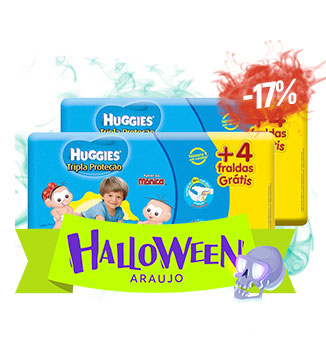 -17%
HUGGIES
+4
fraldas
Grátis
HUGGIES
Tripla Proteção
Turma da
Mônica
+4
fraldas
Grátis
HALLOWEEN
ARAUJO